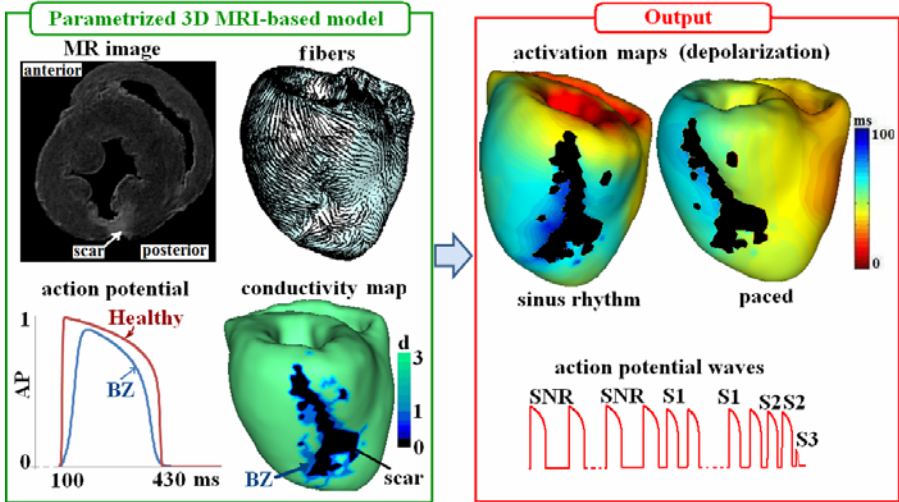 Parametrized 3D MRI-based model
MR image
fibers
anterior
scar
posterior
action potential
1
Healthy
AP
BZ
0
100
430 ms
conductivity map
d
3
2
1
0
BZ
scar
Output
activation maps (depolarization)
ms
100
0
sinus rhythm
paced
action potential waves
SNR SNR S1 S1 S2 S2
S3